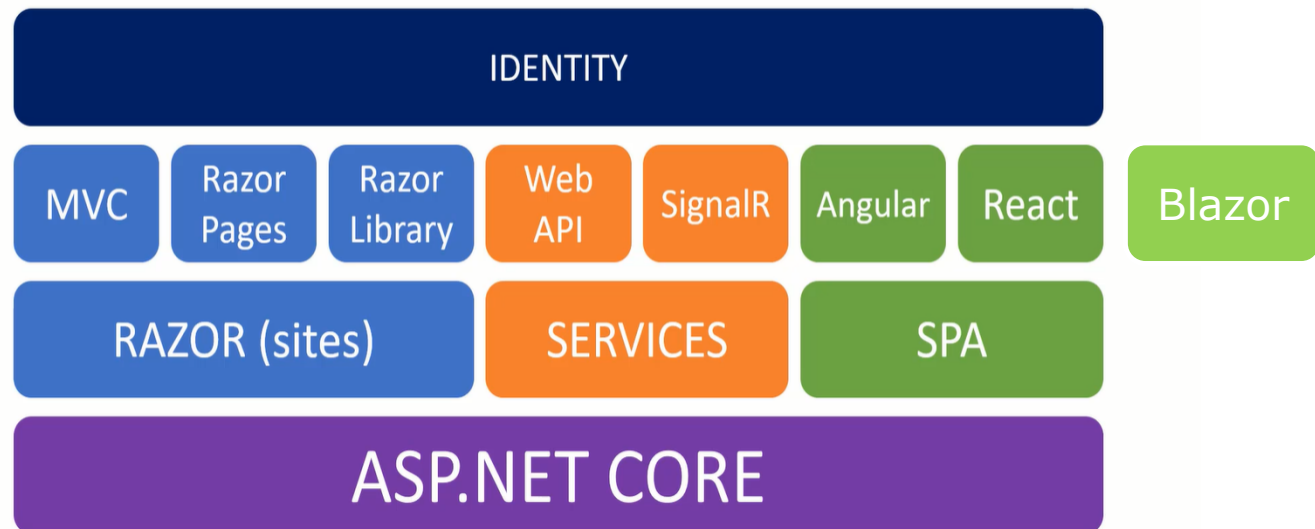 IDENTITY
MVC
Razor
Pages
Razor
Library
Web
API
SignalR
Angular
React
Blazor
RAZOR (sites)
SERVICES
SPA
ASP.NET CORE